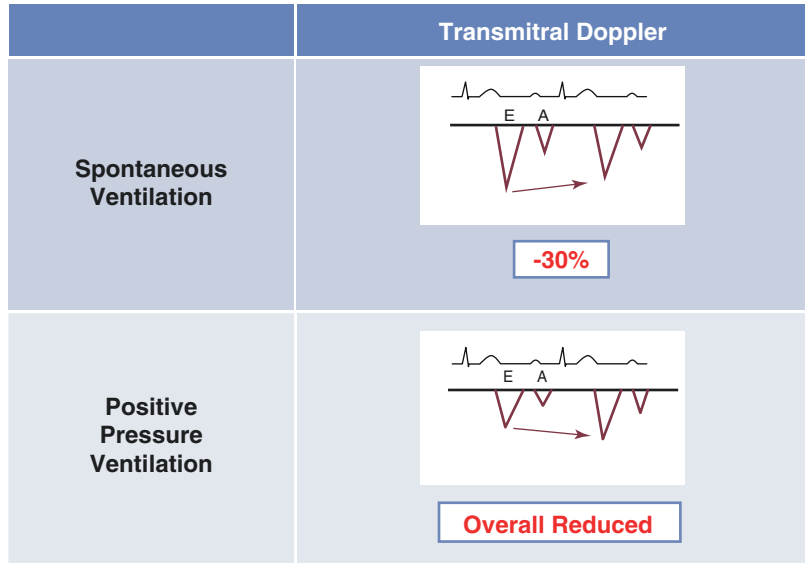 Transmitral Doppler
Spontaneous
Ventilation
E A
-30%
Positive
Pressure
Ventilation
E A
Overall Reduced